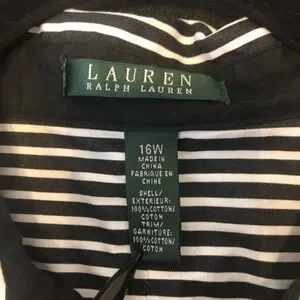 LAUREN
RALPH LAUREN
16W
MADE IN
CHINA
FABRIQUE EN
CHINE
SHELL/
EXTERIEUR:
100%COTTON/
COTON
TRIM/
GARNITURE:
100%COTTON/
COTON